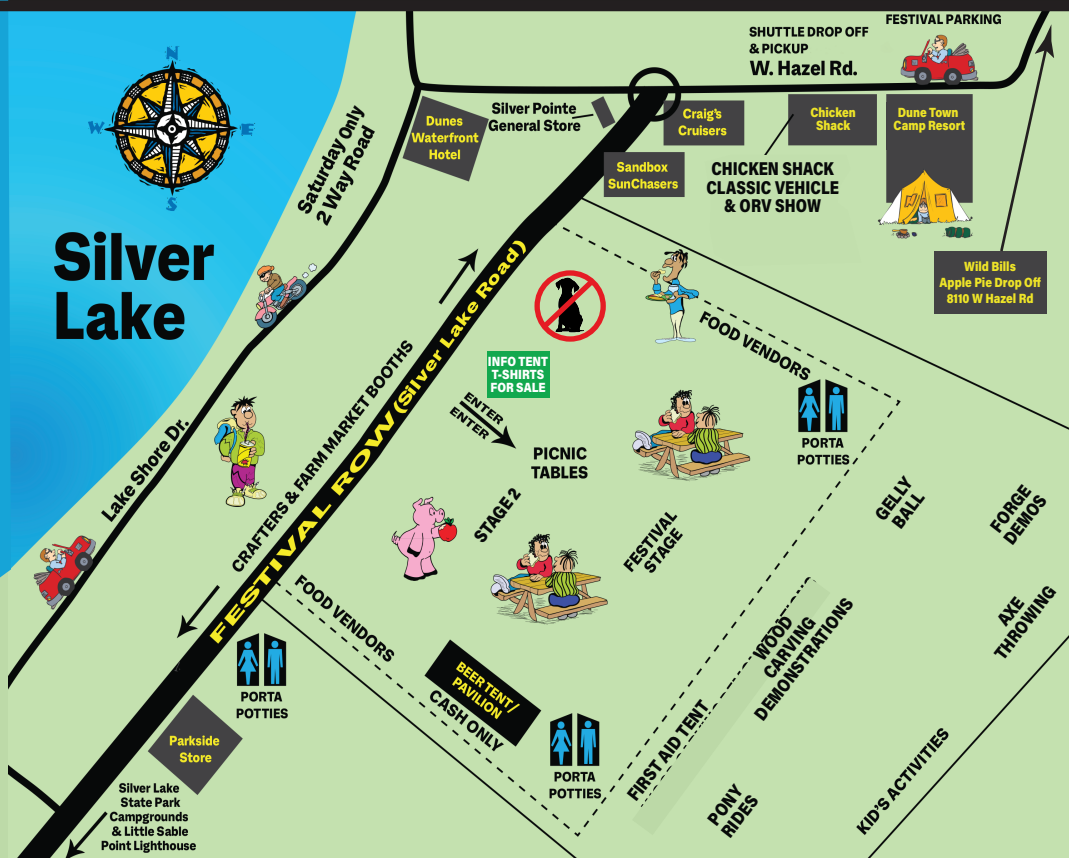 FESTIVAL PARKING
SHUTTLE DROP OFF
& PICKUP
W. Hazel Rd.
N
W
E
S
Silver
Lake
Saturday Only
2 Way Road
Dunes
Waterfront
Hotel
Silver Pointe
General Store
Craig's
Cruisers
Chicken
Shack
Dune Town
Camp Resort
Sandbox
SunChasers
CHICKEN SHACK
CLASSIC VEHICLE
& ORV SHOW
Wild Bills
Apple Pie Drop Off
8110 W Hazel Rd
FOOD VENDORS
INFO TENT
T-SHIRTS
FOR SALE
ENTER
ENTER
PICNIC
TABLES
PORTA
POTTIES
Lake Shore Dr.
CRAFTERS & FARM MARKET BOOTHS
FESTIVAL ROW (Silver Lake Road)
STAGE 2
FESTIVAL
STAGE
GELLY
BALL
FORGE
DEMOS
FOOD VENDORS
AXE
THROWING
WOOD
CARVING
DEMONSTRATIONS
PORTA
POTTIES
BEER TENT/
PAVILION
CASH ONLY
PORTA
POTTIES
FIRST AID TENT
PONY
RIDES
KID'S ACTIVITIES
Parkside
Store
Silver Lake
State Park
Campgrounds
& Little Sable
Point Lighthouse